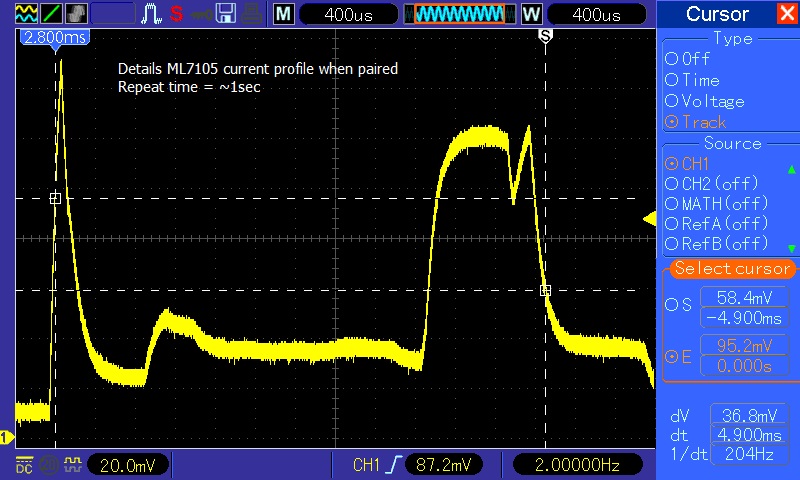 M 400us W 400us
2.800ms
S
Details ML7105 current profile when paired
Repeat time = ~1sec
1
DC 20.0mV CH1 87.2mV 2.00000Hz
Cursor
Type
Off
Time
Voltage
Track
Source
CH1
CH2(off)
MATH(off)
RefA(off)
RefB(off)
Select cursor
S 58.4mV
-4.900ms
E 95.2mV
0.000s
dV 36.8mV
dt 4.900ms
1/dt 204Hz